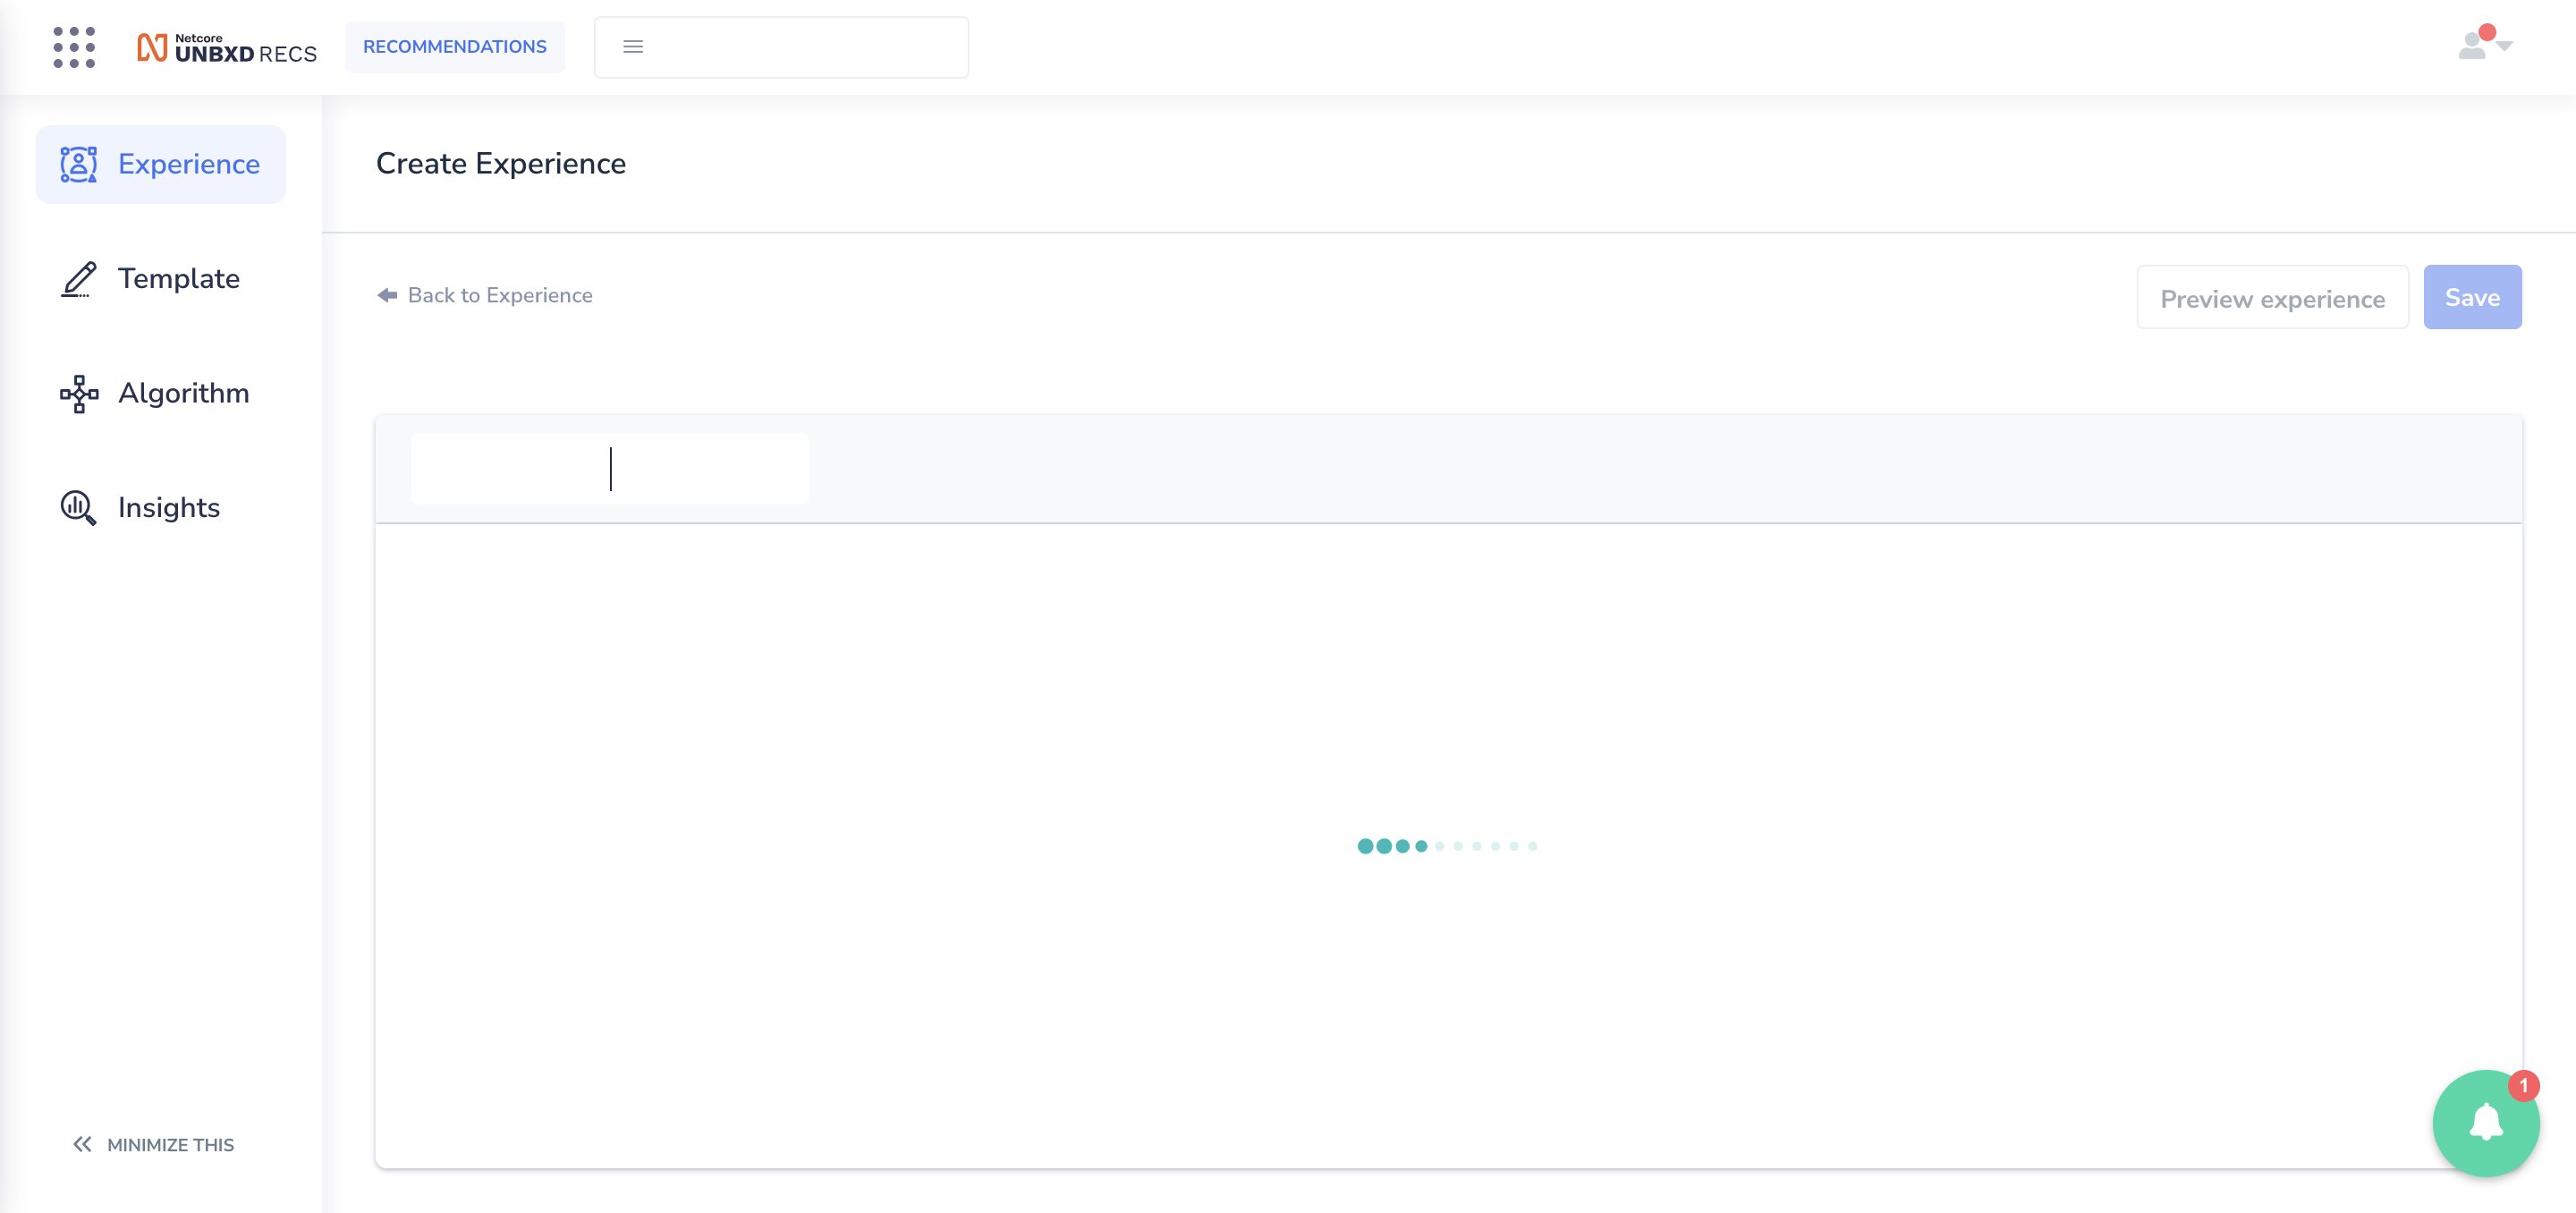 Netcore
UNBXD RECS
RECOMMENDATIONS
Experience
Template
Algorithm
Insights
MINIMIZE THIS
Create Experience
Back to Experience
Preview experience
Save
1